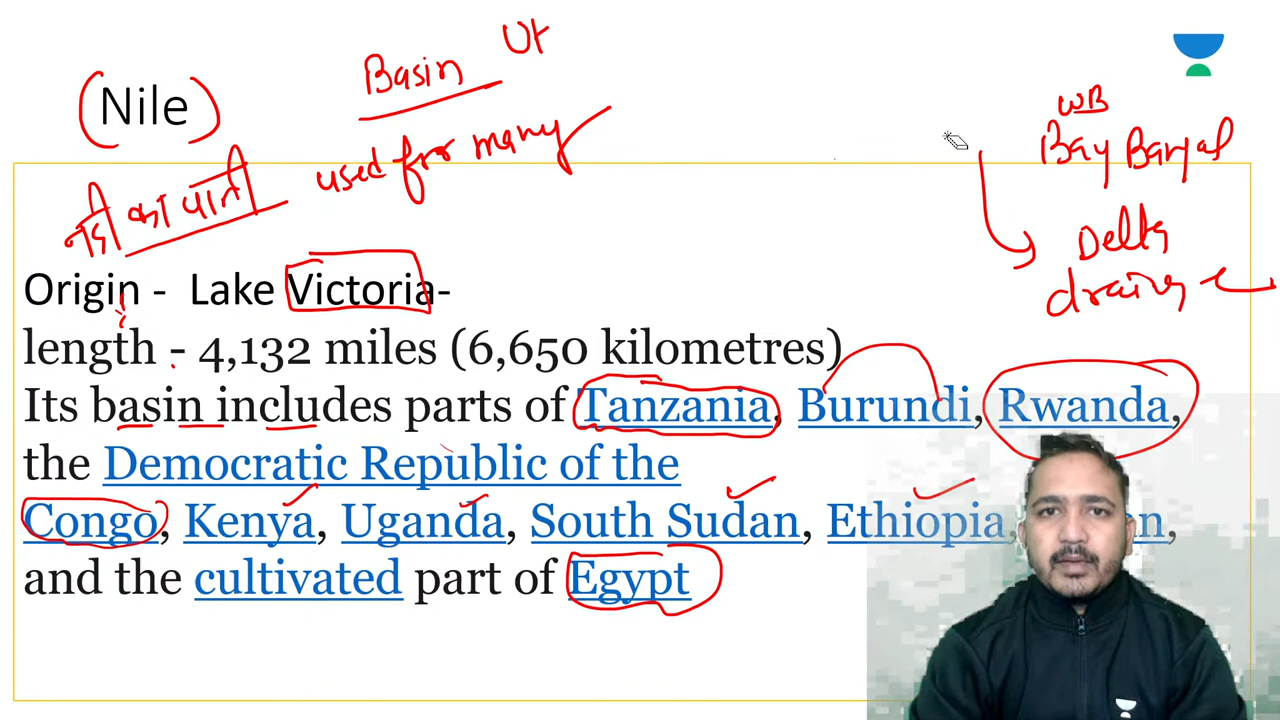 Basin
(Nile)
used for many
नदी का पानी
WB
Bay
Delta
Origin - Lake Victoria-
length - 4,132 miles (6,650 kilometres)
Its basin includes parts of Tanzania, Burundi, Rwanda,
the Democratic Republic of the
Congo, Kenya, Uganda, South Sudan, Ethiopia, n,
and the cultivated part of Egypt